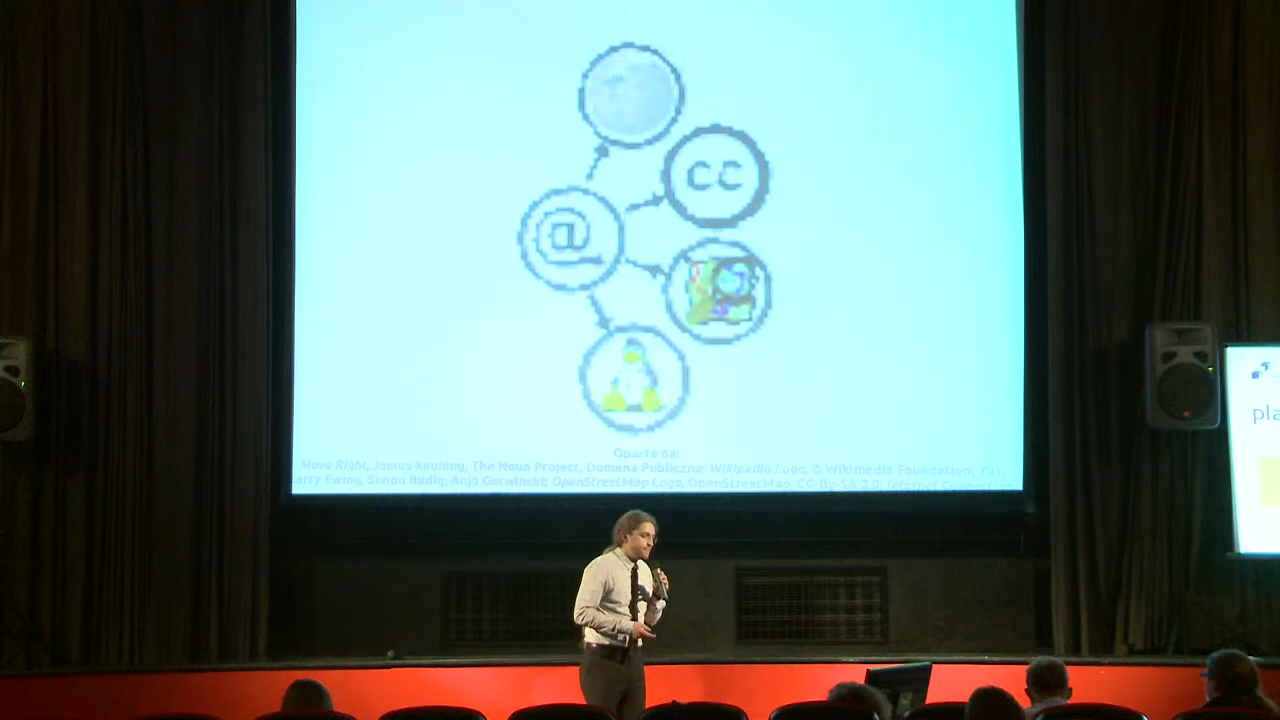 cc
@
Oparte na:
Move Right, James Keuning, The Noun Project, Domena Publiczna; Wikipedia Logo, © Wikimedia Foundation, Tux,
Larry Ewing, Simon Budig, Anja Gerwinski; OpenStreetMap Logo, OpenStreetMap, CC-By-SA 2.0; Internet Connection
pla